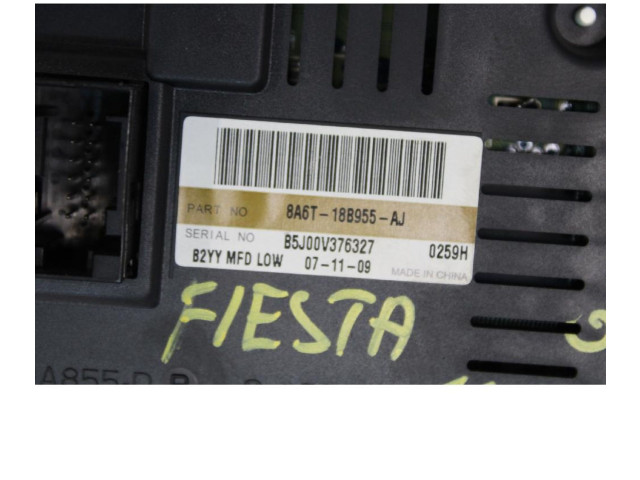 PART NO 8A6T-18B955-AJ
SERIAL NO B5J00V376327 0259H
B2YY MFD LOW 07-11-09 MADE IN CHINA
FIESTA